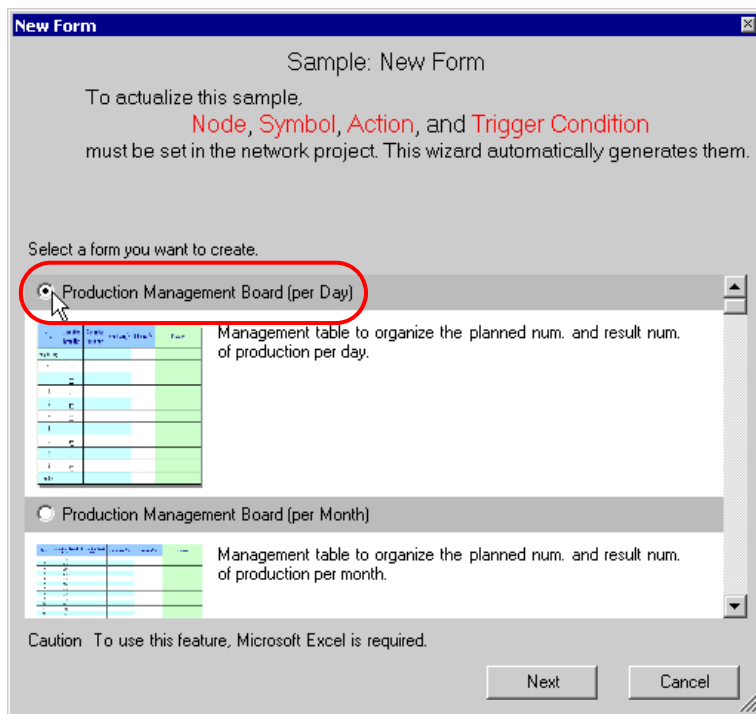 New Form
Sample: New Form
To actualize this sample,
Node, Symbol, Action, and Trigger Condition
must be set in the network project. This wizard automatically generates them.
Select a form you want to create.
Production Management Board (per Day)
Management table to organize the planned num. and result num.
of production per day.
Production Management Board (per Month)
Management table to organize the planned num. and result num.
of production per month.
Caution To use this feature, Microsoft Excel is required.
Next
Cancel